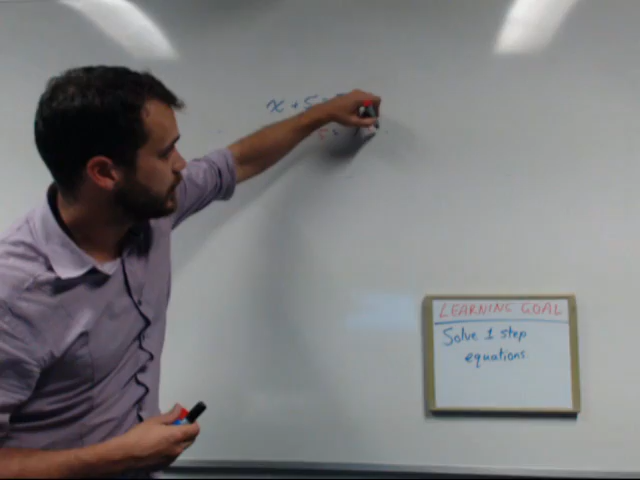 x + 5 =
LEARNING GOAL
Solve 1 step
equations.